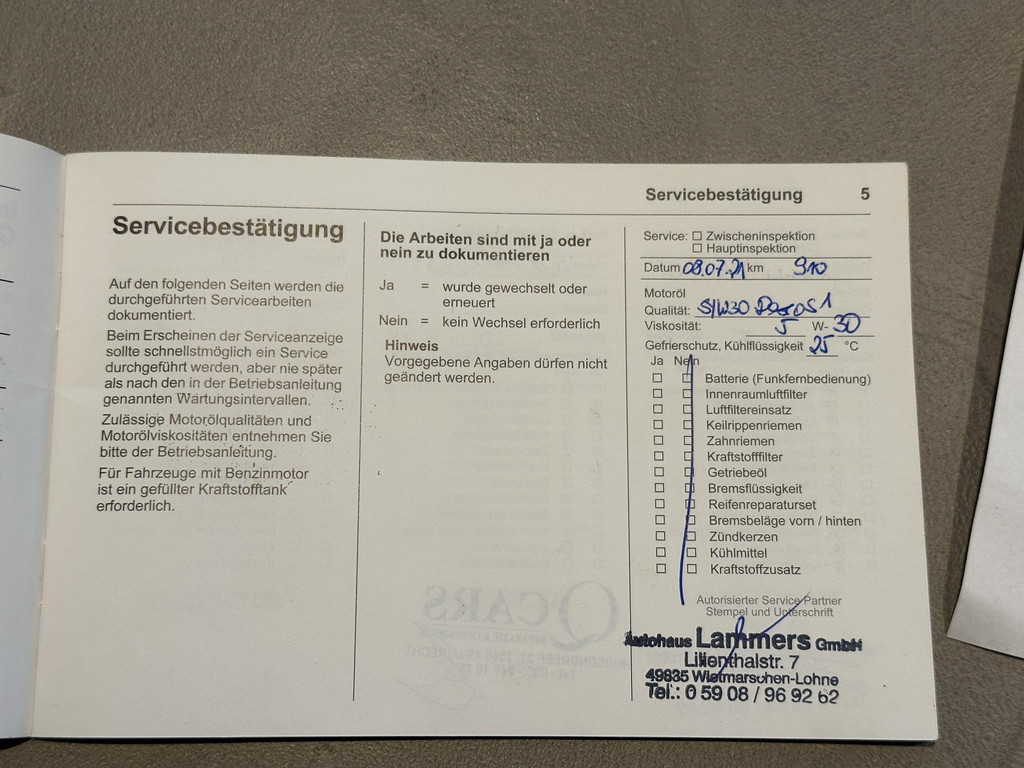 Servicebestätigung 5
Servicebestätigung
Auf den folgenden Seiten werden die
durchgeführten Servicearbeiten
dokumentiert.
Beim Erscheinen der Serviceanzeige
sollte schnellstmöglich ein Service
durchgeführt werden, aber nie später
als nach den in der Betriebsanleitung
genannten Wartungsintervallen.
Zulässige Motorölqualitäten und
Motorölviskositäten entnehmen Sie
bitte der Betriebsanleitung.
Für Fahrzeuge mit Benzinmotor
ist ein gefüllter Kraftstofftank
erforderlich.
Die Arbeiten sind mit ja oder
nein zu dokumentieren
Ja = wurde gewechselt oder
erneuert
Nein = kein Wechsel erforderlich
Hinweis
Vorgegebene Angaben dürfen nicht
geändert werden.
Service: □ Zwischeninspektion
□ Hauptinspektion
Datum 08.07.21 km 910
Motoröl
Qualität: 5W30
Viskosität: 5 W- 30
Gefrierschutz, Kühlflüssigkeit 25 °C
Ja Nein
□ □ Batterie (Funkfernbedienung)
□ □ Innenraumluftfilter
□ □ Luftfiltereinsatz
□ □ Keilrippenriemen
□ □ Zahnriemen
□ □ Kraftstofffilter
□ □ Getriebeöl
□ □ Bremsflüssigkeit
□ □ Reifenreparaturset
□ □ Bremsbeläge vorn / hinten
□ □ Zündkerzen
□ □ Kühlmittel
□ □ Kraftstoffzusatz
Autorisierter Service Partner
Stempel und Unterschrift
Autohaus Lammers GmbH
Lilienthalstr. 7
49835 Wietmarschen-Lohne
Tel.: 0 59 08 / 96 92 62